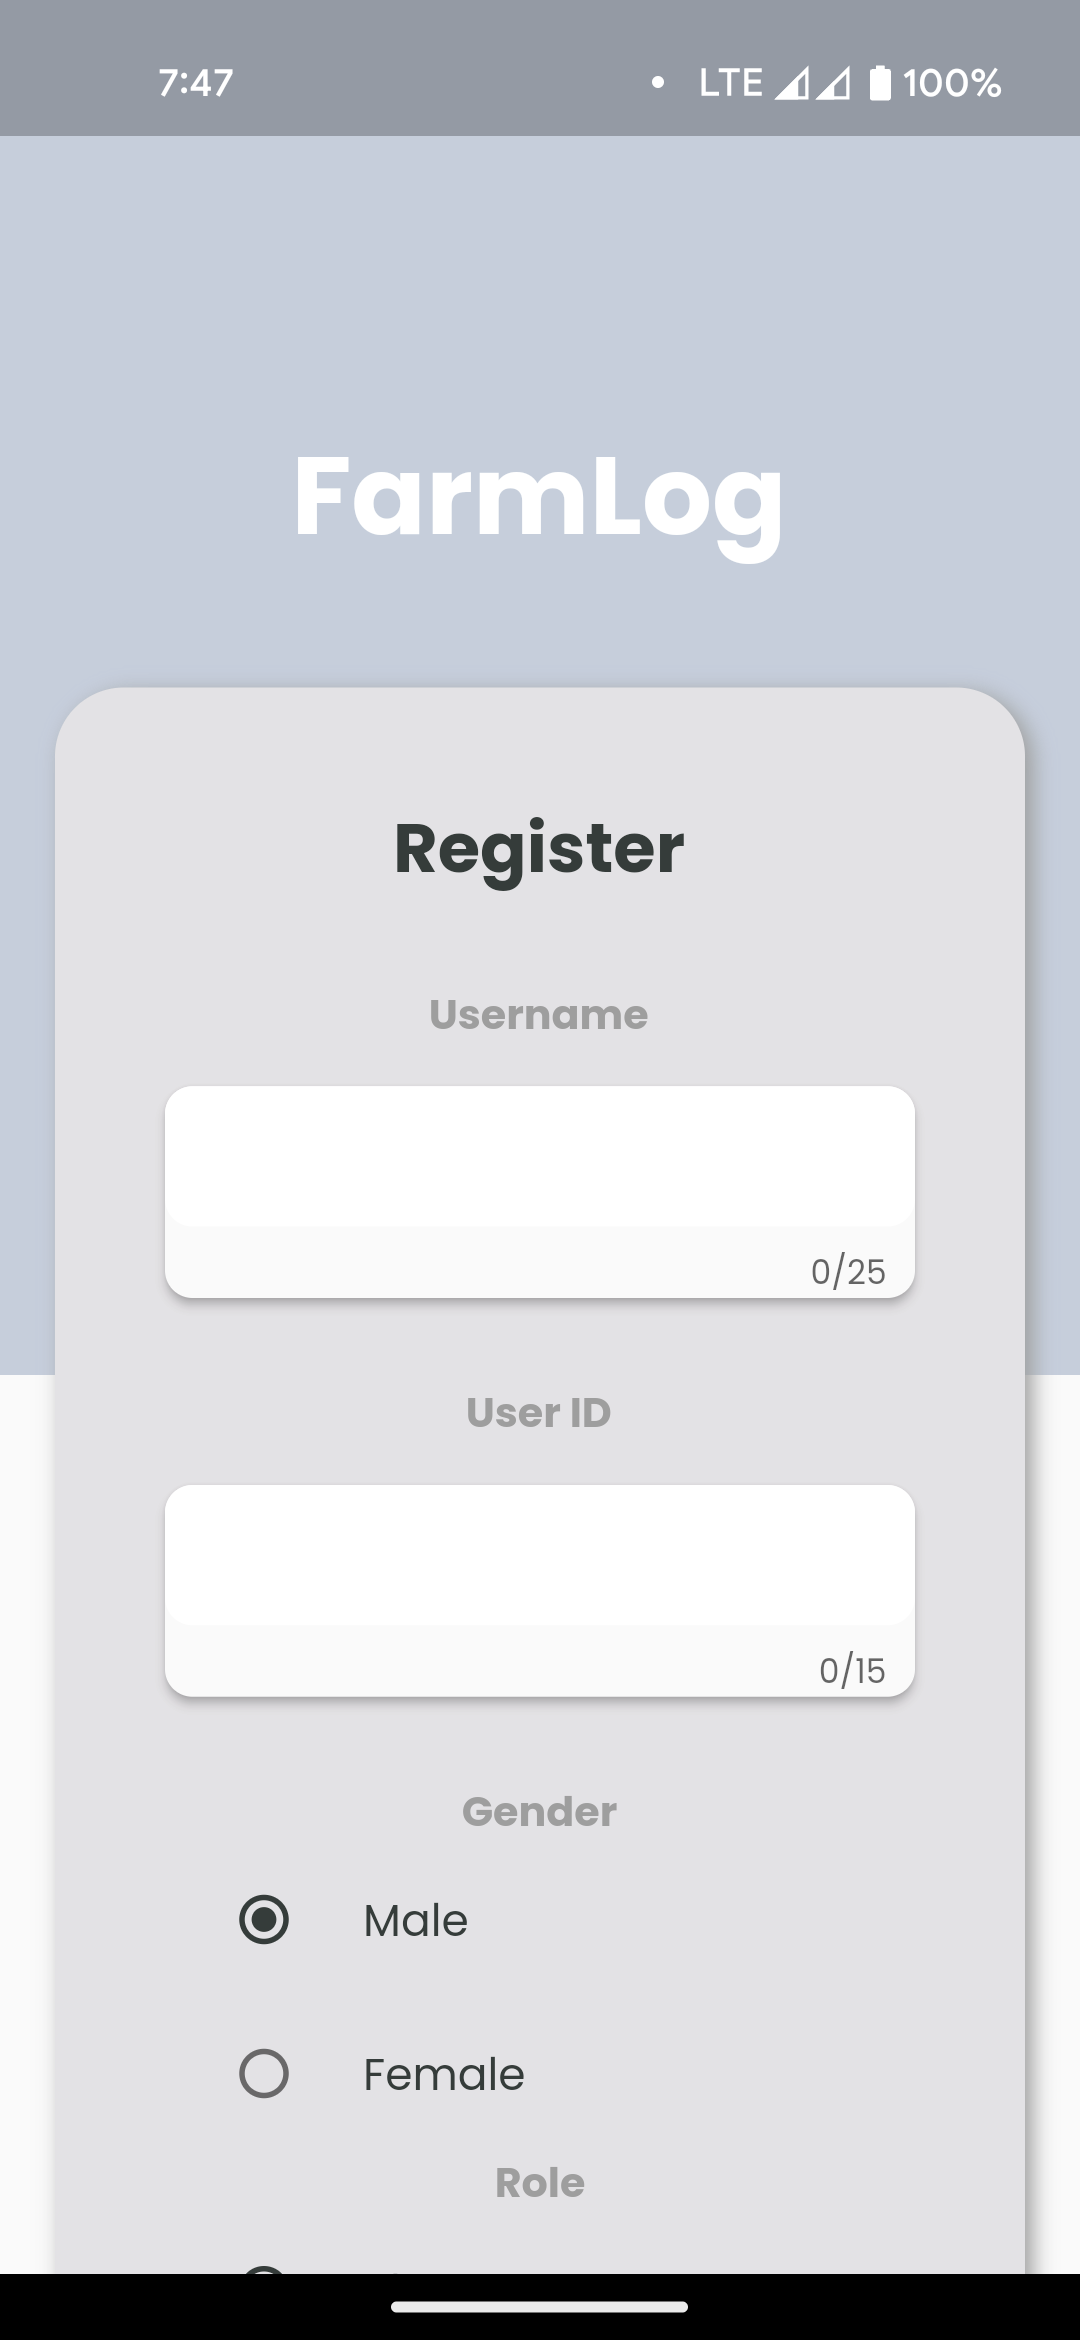 7:47
LTE 100%
FarmLog
Register
Username
0/25
User ID
0/15
Gender
Male
Female
Role